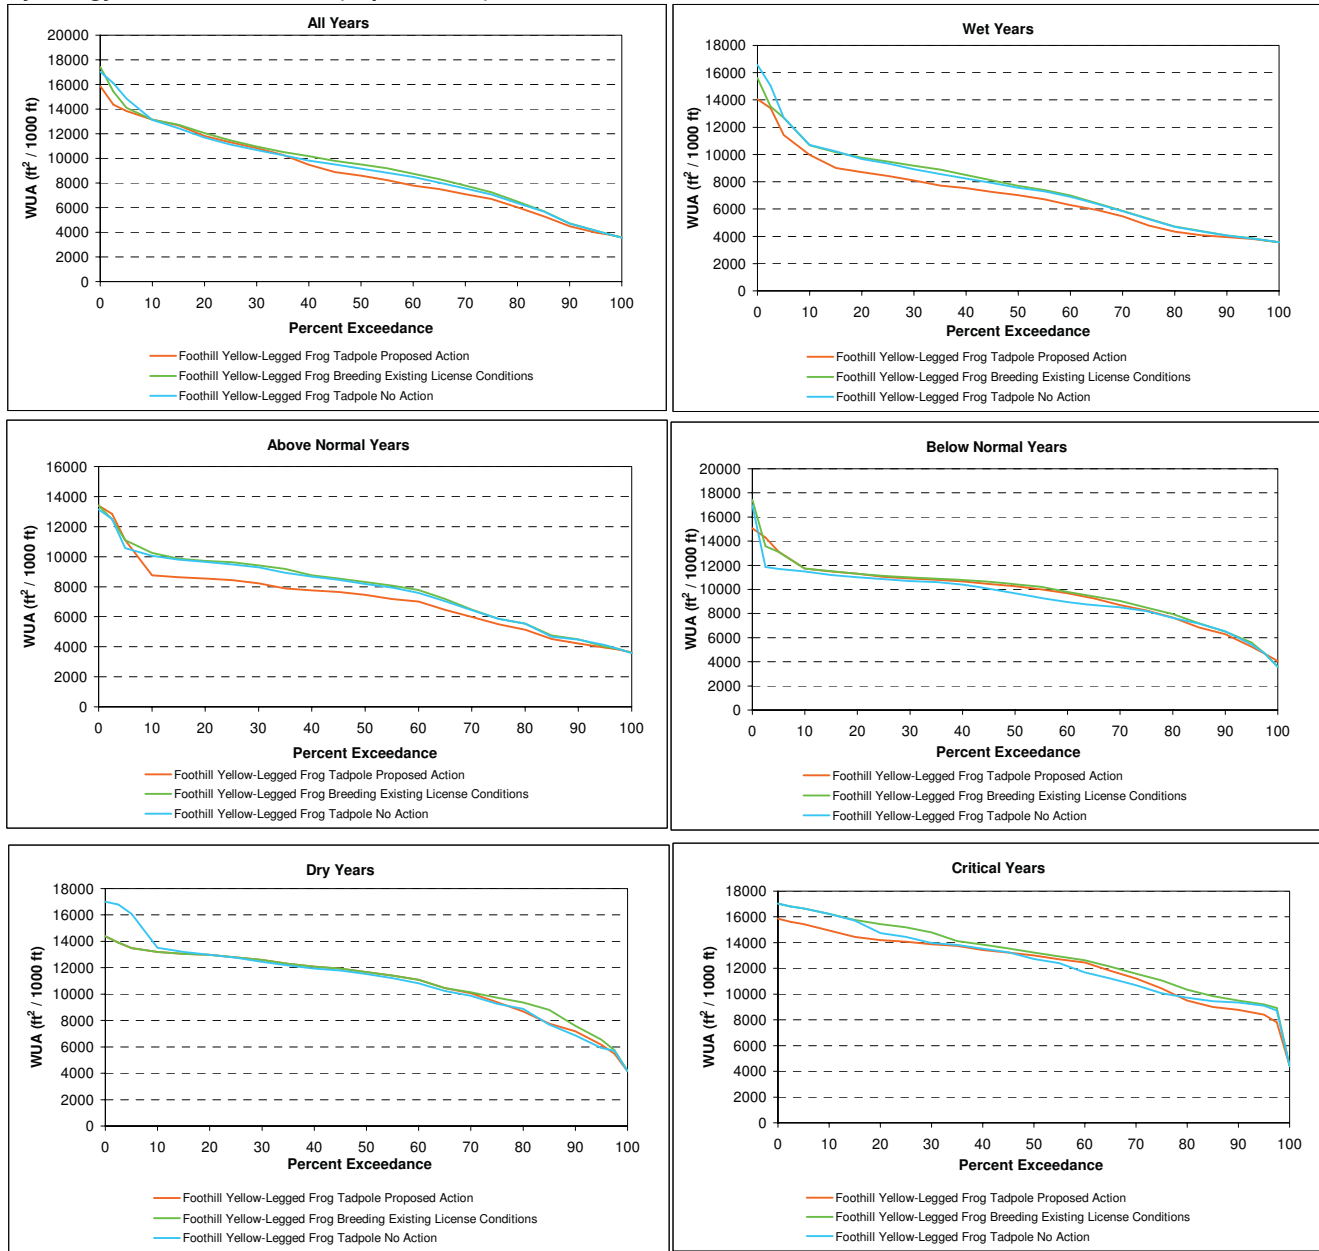 All Years
20000
18000
16000
14000
12000
10000
8000
6000
4000
2000
0
WUA (ft² / 1000 ft)
0 10 20 30 40 50 60 70 80 90 100
Percent Exceedance
Foothill Yellow-Legged Frog Tadpole Proposed Action
Foothill Yellow-Legged Frog Breeding Existing License Conditions
Foothill Yellow-Legged Frog Tadpole No Action
Wet Years
18000
16000
14000
12000
10000
8000
6000
4000
2000
0
WUA (ft² / 1000 ft)
0 10 20 30 40 50 60 70 80 90 100
Percent Exceedance
Foothill Yellow-Legged Frog Tadpole Proposed Action
Foothill Yellow-Legged Frog Breeding Existing License Conditions
Foothill Yellow-Legged Frog Tadpole No Action
Above Normal Years
16000
14000
12000
10000
8000
6000
4000
2000
0
WUA (ft² / 1000 ft)
0 10 20 30 40 50 60 70 80 90 100
Percent Exceedance
Foothill Yellow-Legged Frog Tadpole Proposed Action
Foothill Yellow-Legged Frog Breeding Existing License Conditions
Foothill Yellow-Legged Frog Tadpole No Action
Below Normal Years
20000
18000
16000
14000
12000
10000
8000
6000
4000
2000
0
WUA (ft² / 1000 ft)
0 10 20 30 40 50 60 70 80 90 100
Percent Exceedance
Foothill Yellow-Legged Frog Tadpole Proposed Action
Foothill Yellow-Legged Frog Breeding Existing License Conditions
Foothill Yellow-Legged Frog Tadpole No Action
Dry Years
18000
16000
14000
12000
10000
8000
6000
4000
2000
0
WUA (ft² / 1000 ft)
0 10 20 30 40 50 60 70 80 90 100
Percent Exceedance
Foothill Yellow-Legged Frog Tadpole Proposed Action
Foothill Yellow-Legged Frog Breeding Existing License Conditions
Foothill Yellow-Legged Frog Tadpole No Action
Critical Years
18000
16000
14000
12000
10000
8000
6000
4000
2000
0
WUA (ft² / 1000 ft)
0 10 20 30 40 50 60 70 80 90 100
Percent Exceedance
Foothill Yellow-Legged Frog Tadpole Proposed Action
Foothill Yellow-Legged Frog Breeding Existing License Conditions
Foothill Yellow-Legged Frog Tadpole No Action